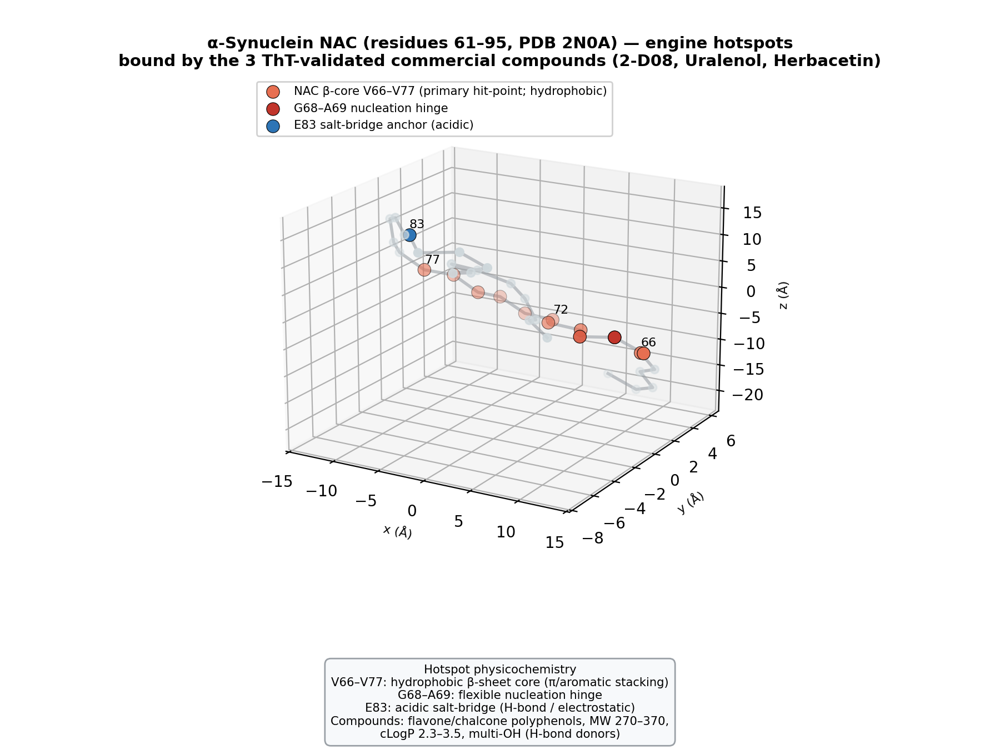 α-Synuclein NAC (residues 61–95, PDB 2N0A) — engine hotspots
bound by the 3 ThT-validated commercial compounds (2-D08, Uralenol, Herbacetin)
NAC β-core V66–V77 (primary hit-point; hydrophobic)
G68–A69 nucleation hinge
E83 salt-bridge anchor (acidic)
83
77
72
66
15
10
5
0
−5
−10
−15
−20
z (Å)
−15
−10
−5
0
5
10
15
x (Å)
−8
−6
−4
−2
0
2
4
6
y (Å)
Hotspot physicochemistry
V66–V77: hydrophobic β-sheet core (π/aromatic stacking)
G68–A69: flexible nucleation hinge
E83: acidic salt-bridge (H-bond / electrostatic)
Compounds: flavone/chalcone polyphenols, MW 270–370,
cLogP 2.3–3.5, multi-OH (H-bond donors)